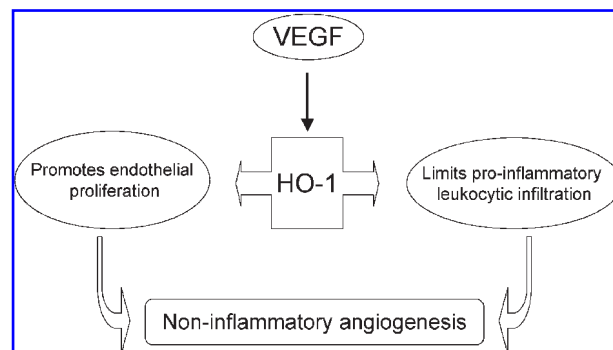 VEGF
HO-1
Promotes endothelial
proliferation
Limits pro-inflammatory
leukocytic infiltration
Non-inflammatory angiogenesis